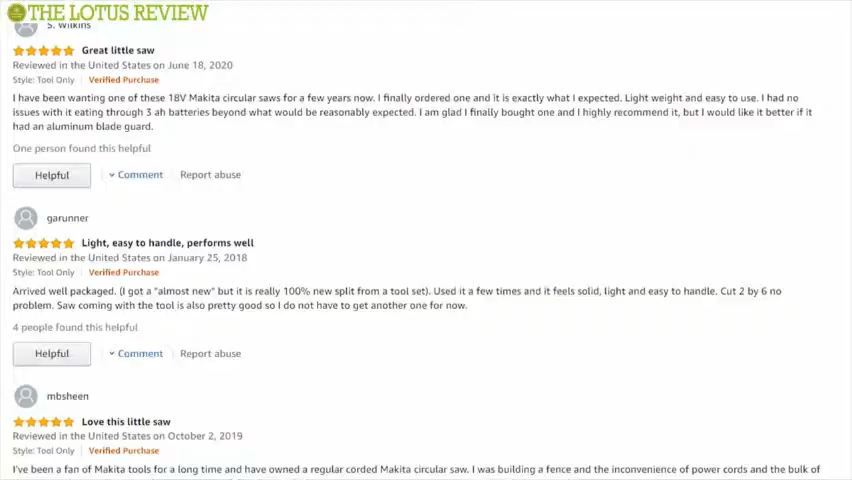 THE LOTUS REVIEW
S. Wilkins
Great little saw
Reviewed in the United States on June 18, 2020
Style: Tool Only | Verified Purchase
I have been wanting one of these 18V Makita circular saws for a few years now. I finally ordered one and it is exactly what I expected. Light weight and easy to use. I had no
issues with it eating through 3 ah batteries beyond what would be reasonably expected. I am glad I finally bought one and I highly recommend it, but I would like it better if it
had an aluminum blade guard.
One person found this helpful
Helpful | Comment | Report abuse
garunner
Light, easy to handle, performs well
Reviewed in the United States on January 25, 2018
Style: Tool Only | Verified Purchase
Arrived well packaged. (I got a "almost new" but it is really 100% new split from a tool set). Used it a few times and it feels solid, light and easy to handle. Cut 2 by 6 no
problem. Saw coming with the tool is also pretty good so I do not have to get another one for now.
4 people found this helpful
Helpful | Comment | Report abuse
mbsheen
Love this little saw
Reviewed in the United States on October 2, 2019
Style: Tool Only | Verified Purchase
I've been a fan of Makita tools for a long time and have owned a regular corded Makita circular saw. I was building a fence and the inconvenience of power cords and the bulk of